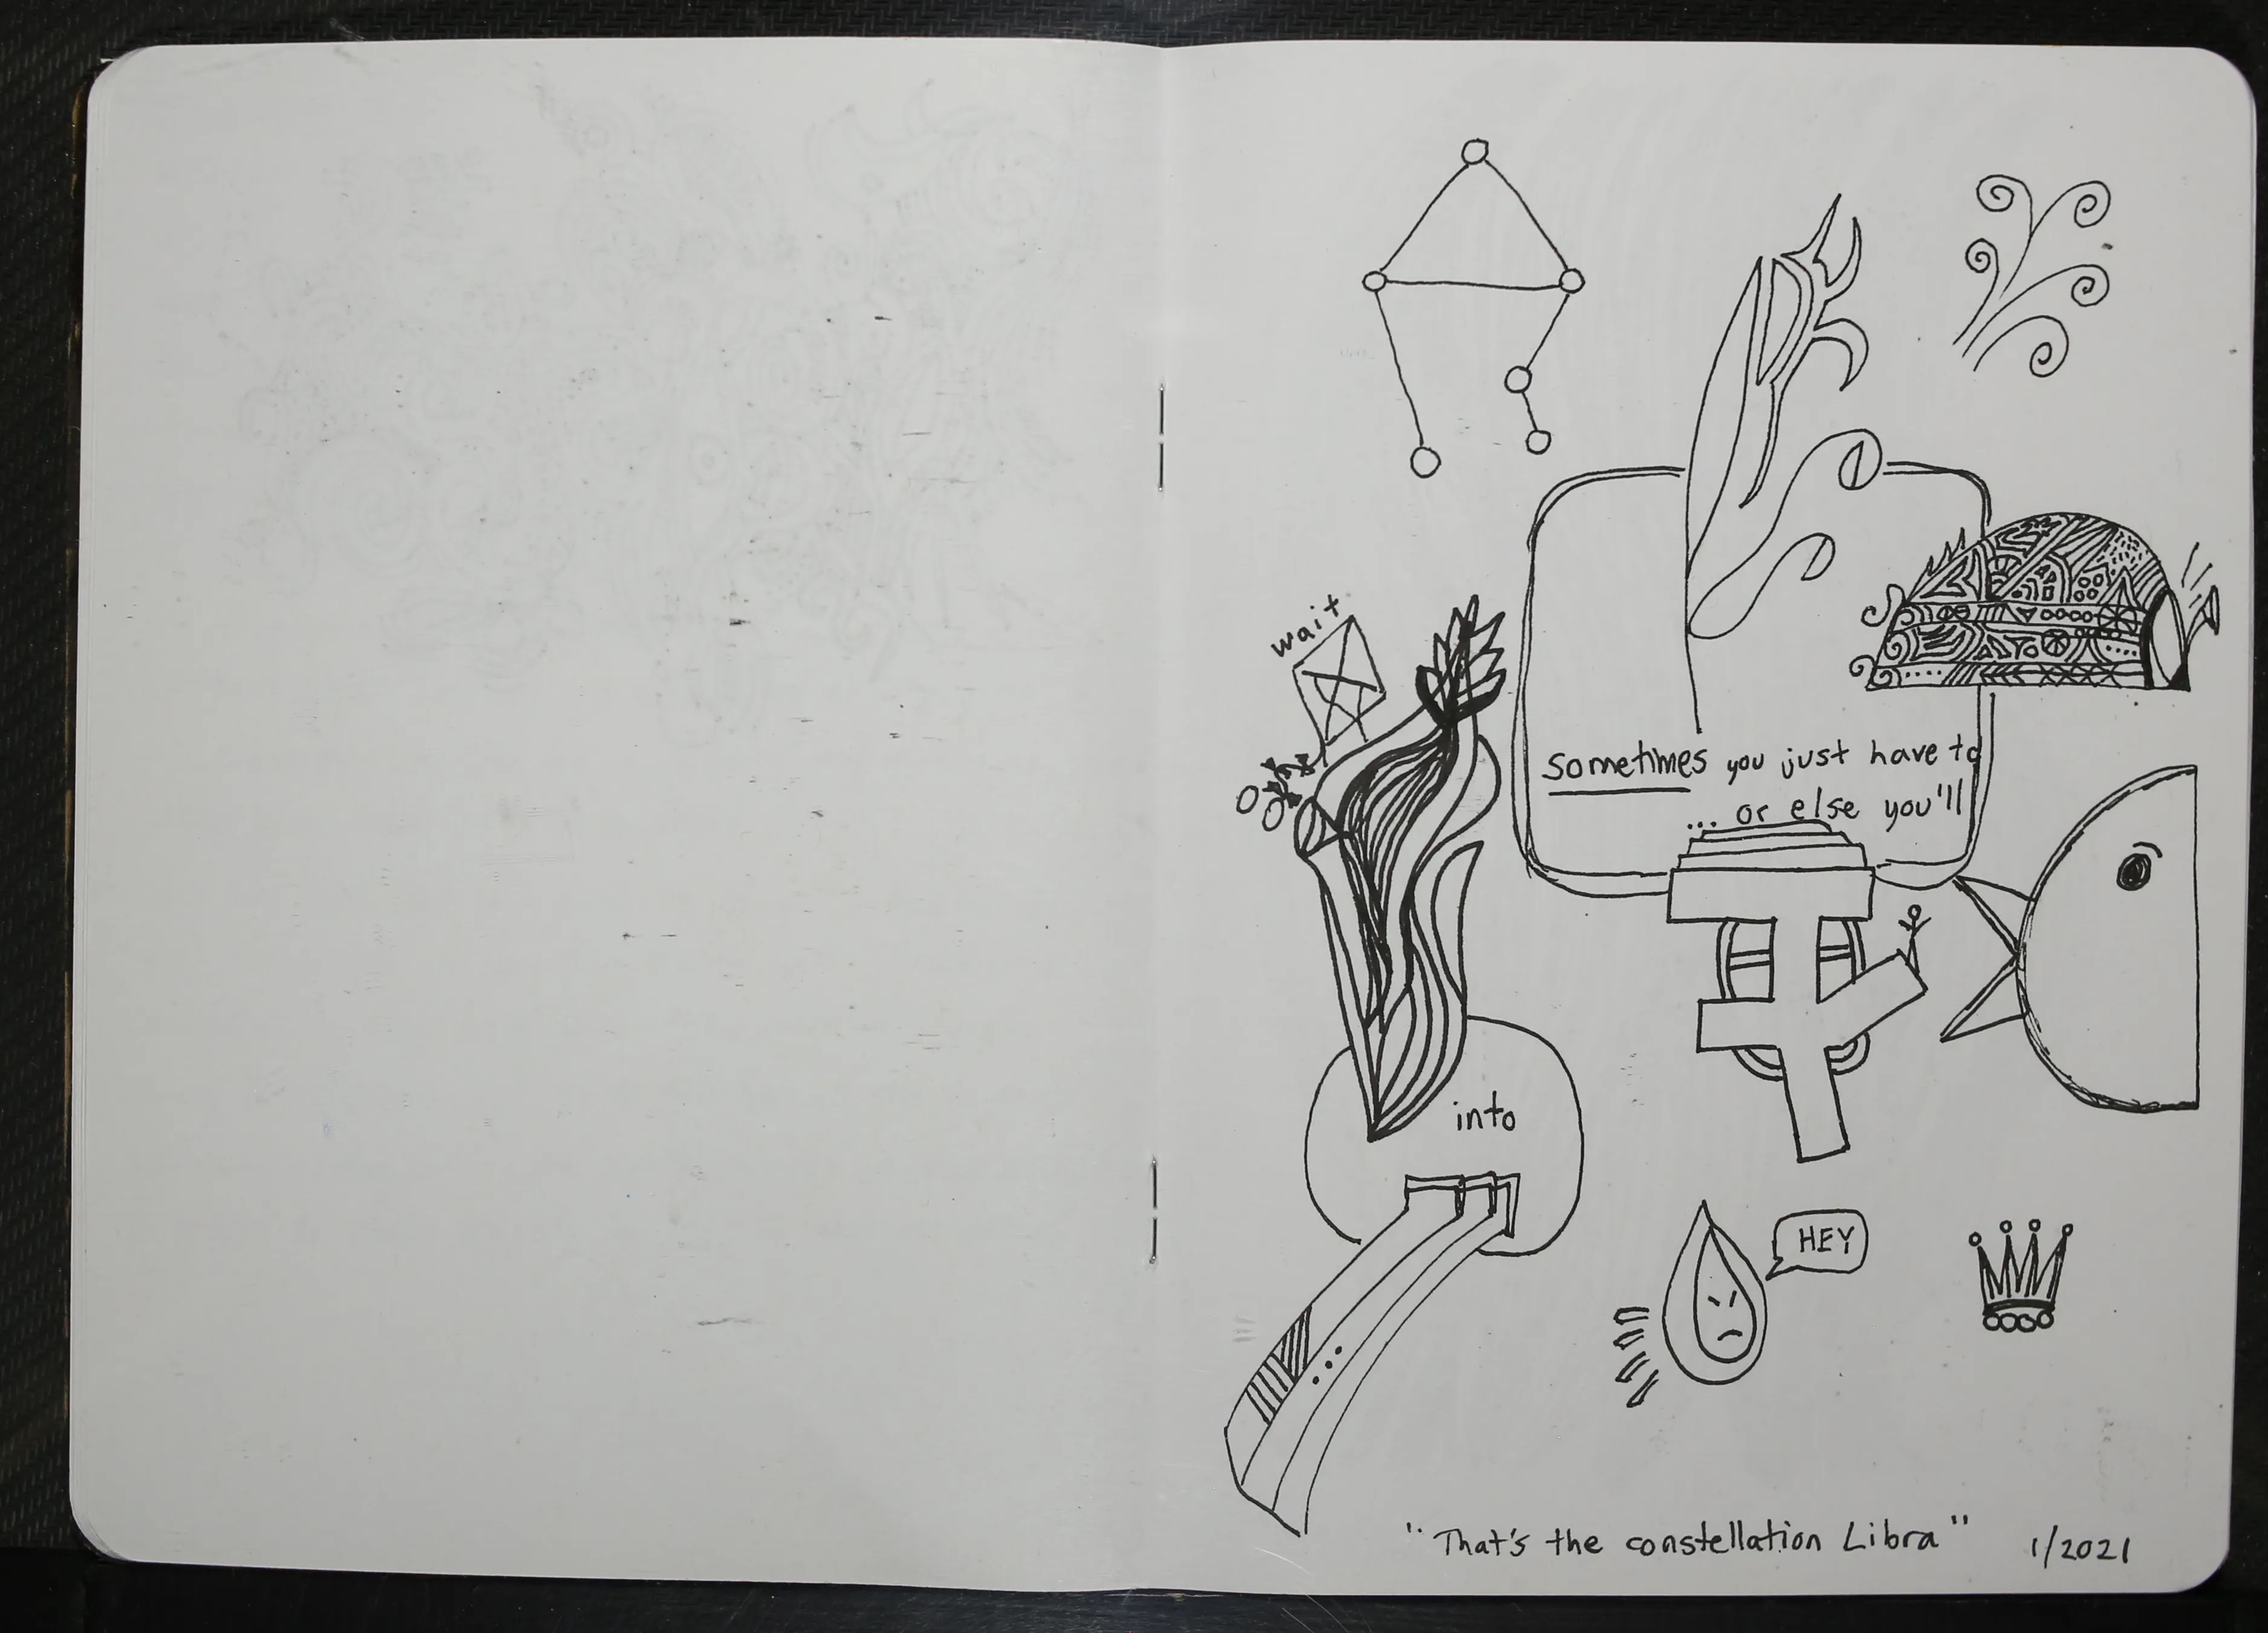 wait
sometimes you just have to
... or else you'll
into
HEY
"That's the constellation Libra" 1/2021